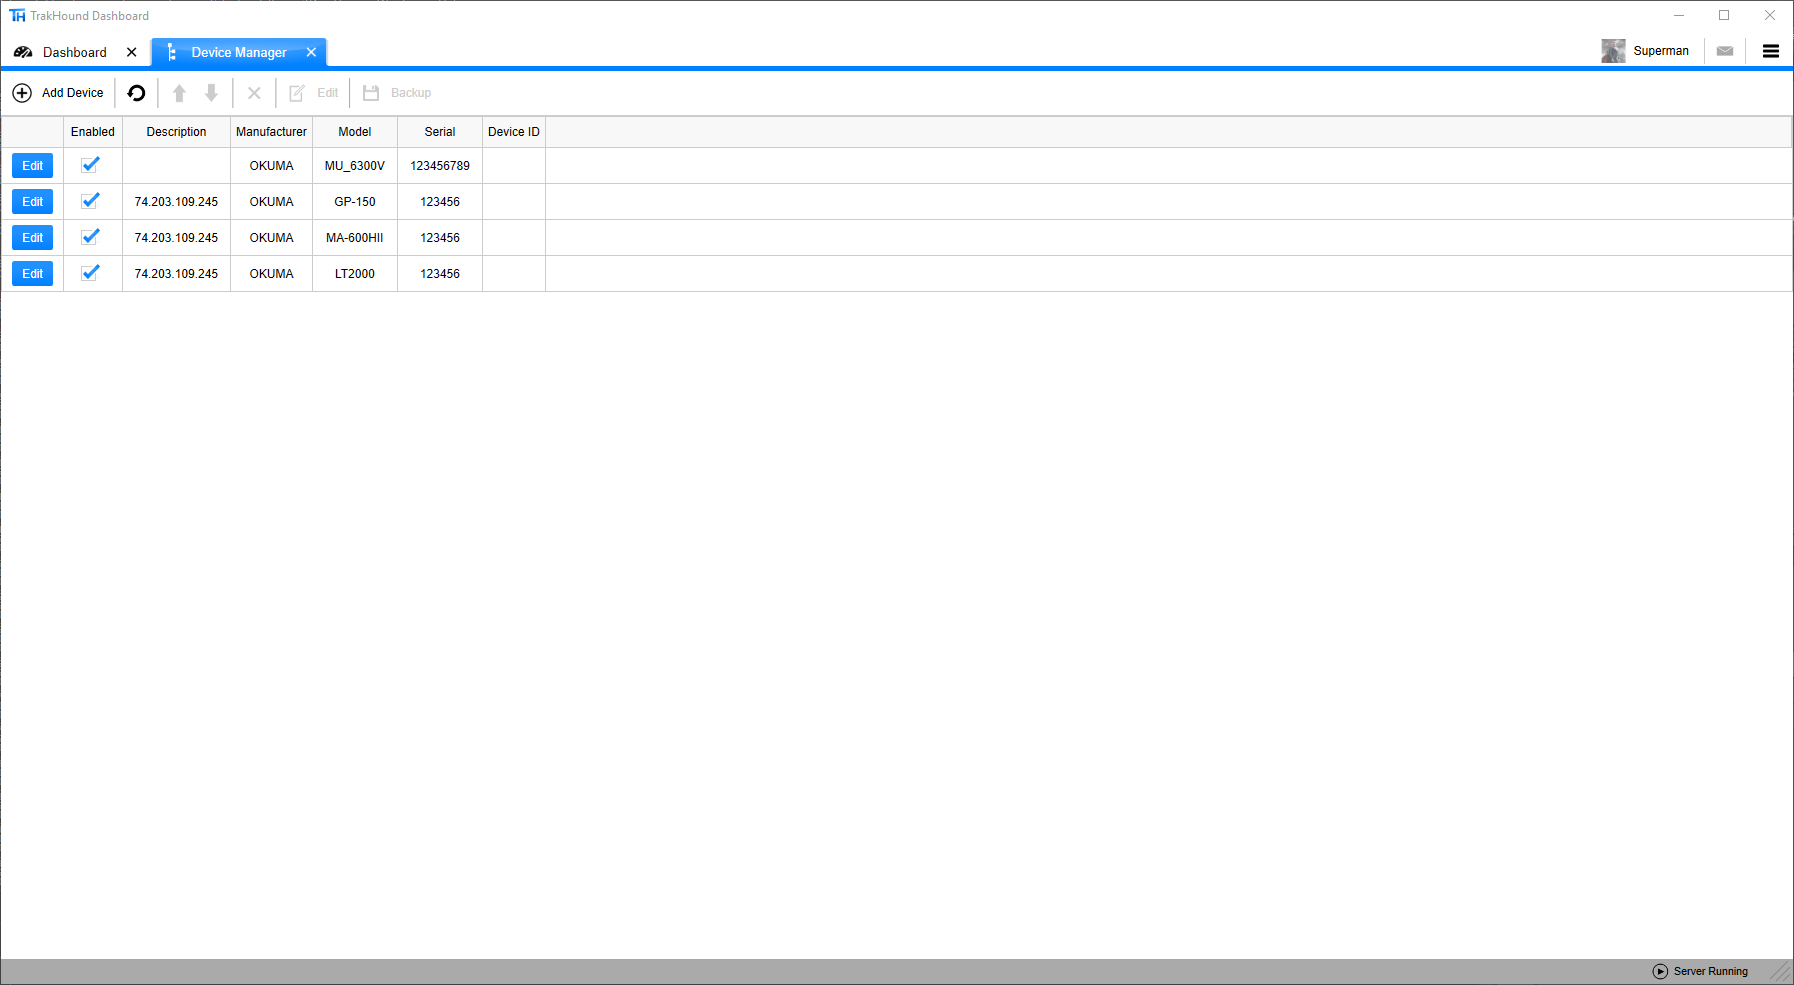 TH TrakHound Dashboard
Dashboard Device Manager Superman
Add Device Edit Backup
Enabled Description Manufacturer Model Serial Device ID
Edit OKUMA MU_6300V 123456789
Edit 74.203.109.245 OKUMA GP-150 123456
Edit 74.203.109.245 OKUMA MA-600HII 123456
Edit 74.203.109.245 OKUMA LT2000 123456
Server Running